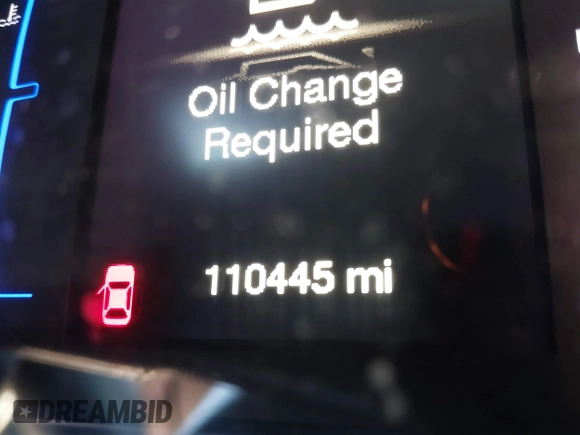 Oil Change
Required
110445 mi
DREAMBID